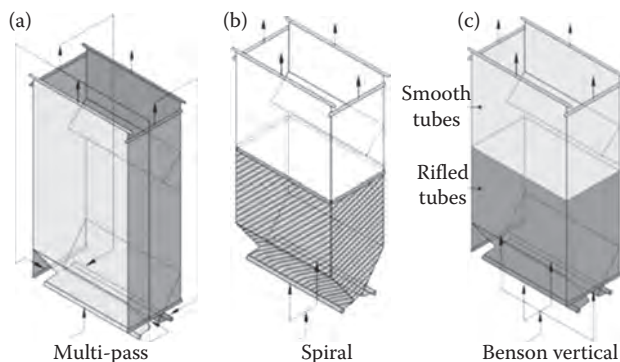 (a)
(b)
(c)
Smooth
tubes
Rifled
tubes
Multi-pass
Spiral
Benson vertical